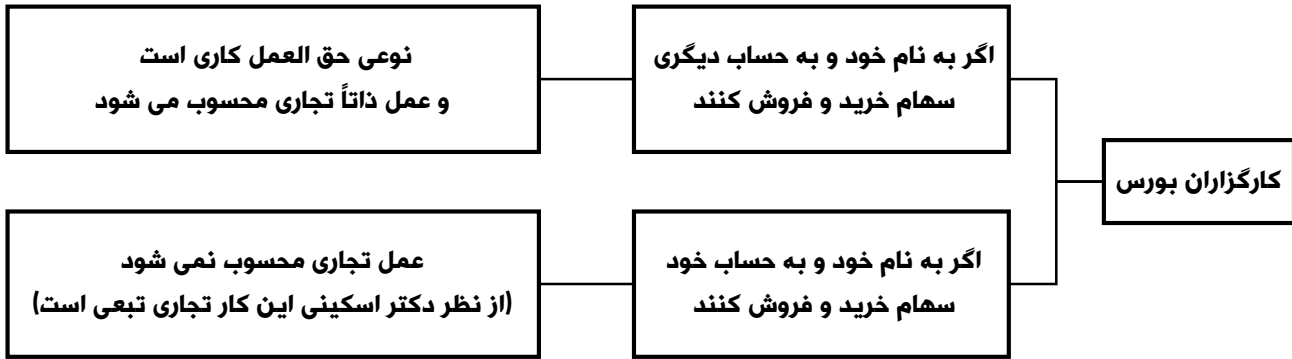 کارگزاران بورس
اگر به نام خود و به حساب دیگری
سهام خرید و فروش کنند
نوعی حق العمل کاری است
و عمل ذاتاً تجاری محسوب می شود
اگر به نام خود و به حساب خود
سهام خرید و فروش کنند
عمل تجاری محسوب نمی شود
(از نظر دکتر اسکینی این کار تجاری تبعی است)